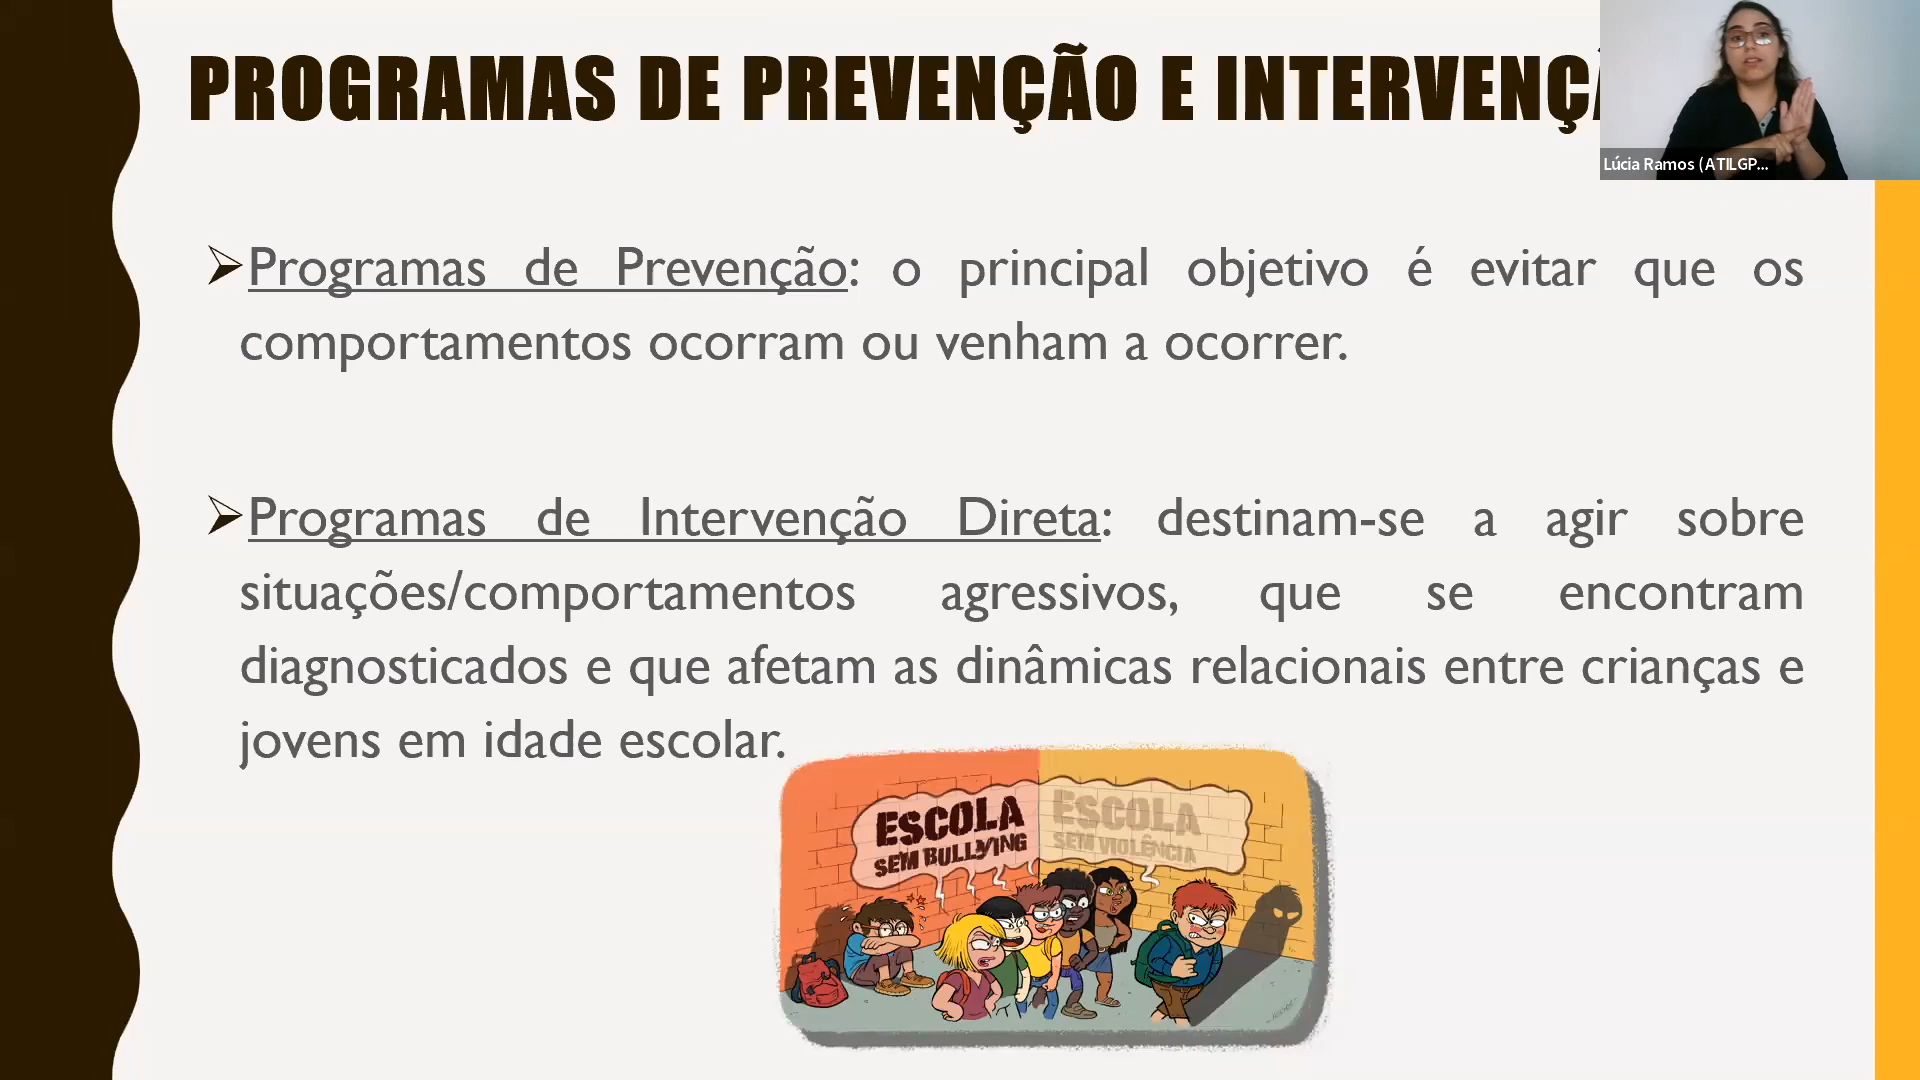 PROGRAMAS DE PREVENÇÃO E INTERVENÇÃ
Lúcia Ramos (ATILGP...
➢Programas de Prevenção: o principal objetivo é evitar que os
comportamentos ocorram ou venham a ocorrer.
➢Programas de Intervenção Direta: destinam-se a agir sobre
situações/comportamentos agressivos, que se encontram
diagnosticados e que afetam as dinâmicas relacionais entre crianças e
jovens em idade escolar.
ESCOLA
SEM BULLYING
ESCOLA
SEM VIOLÊNCIA